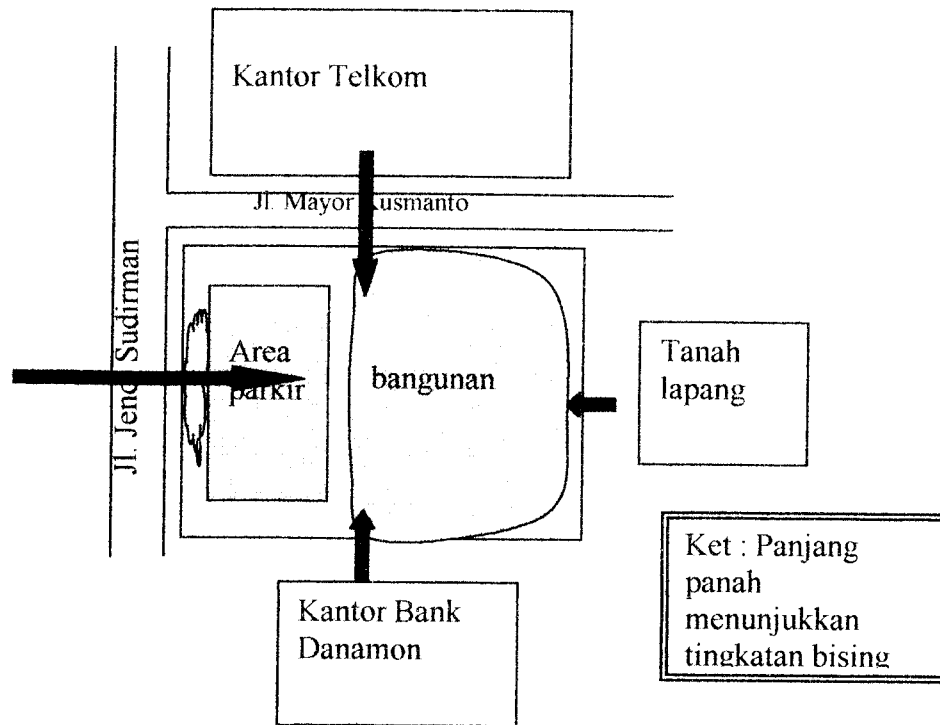 Kantor Telkom
Jl. Mayor Kusmanto
Jl. Jend. Sudirman
Area
parkir
bangunan
Tanah
lapang
Kantor Bank
Danamon
Ket : Panjang
panah
menunjukkan
tingkatan bising